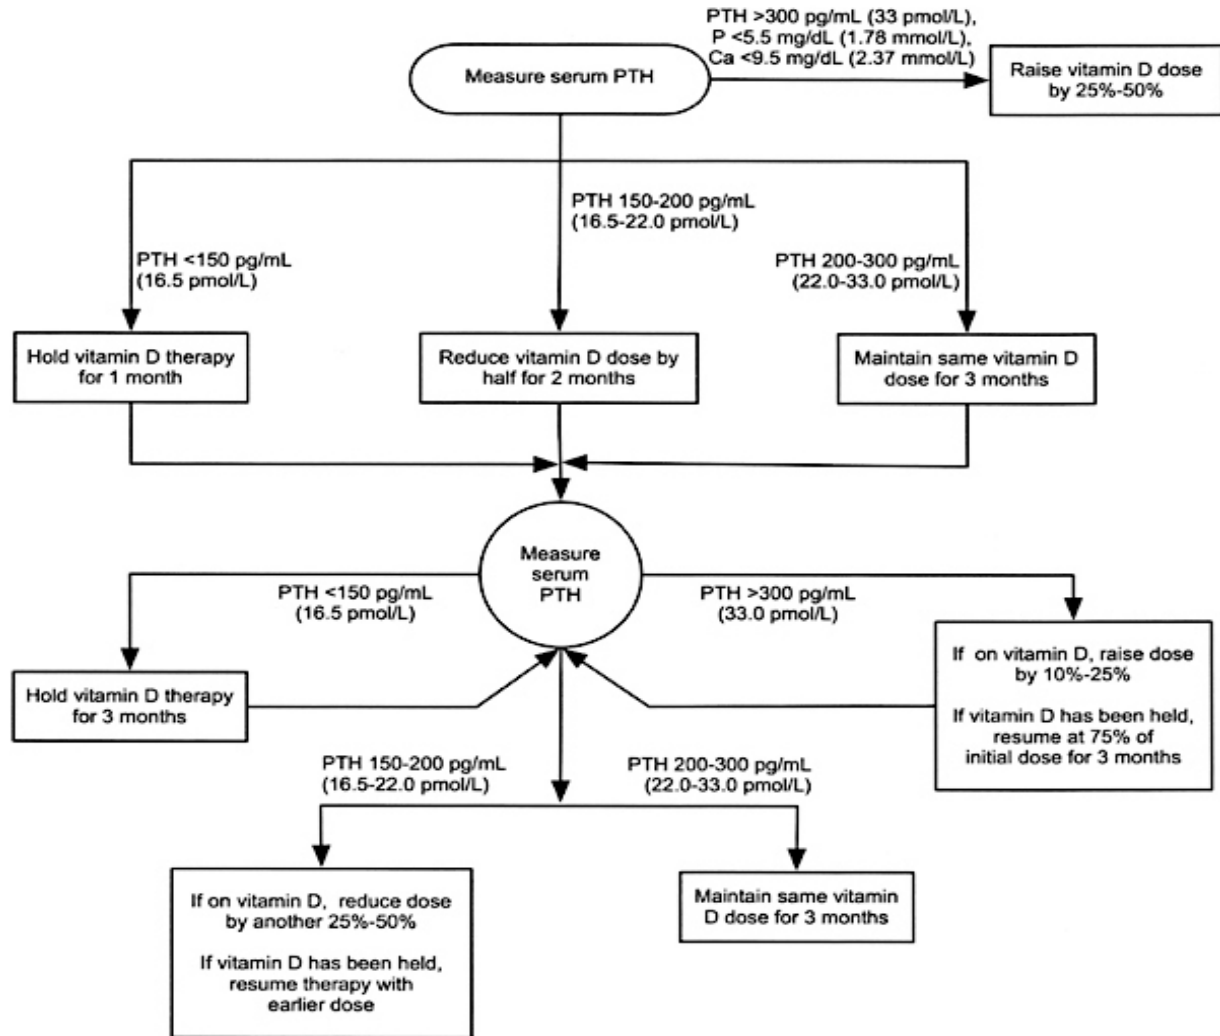 PTH >300 pg/mL (33 pmol/L),
P <5.5 mg/dL (1.78 mmol/L),
Ca <9.5 mg/dL (2.37 mmol/L)
Measure serum PTH
Raise vitamin D dose
by 25%-50%
PTH <150 pg/mL
(16.5 pmol/L)
PTH 150-200 pg/mL
(16.5-22.0 pmol/L)
PTH 200-300 pg/mL
(22.0-33.0 pmol/L)
Hold vitamin D therapy
for 1 month
Reduce vitamin D dose by
half for 2 months
Maintain same vitamin D
dose for 3 months
Measure
serum
PTH
PTH <150 pg/mL
(16.5 pmol/L)
PTH >300 pg/mL
(33.0 pmol/L)
Hold vitamin D therapy
for 3 months
If on vitamin D, raise dose
by 10%-25%
If vitamin D has been held,
resume at 75% of
initial dose for 3 months
PTH 150-200 pg/mL
(16.5-22.0 pmol/L)
PTH 200-300 pg/mL
(22.0-33.0 pmol/L)
If on vitamin D, reduce dose
by another 25%-50%
If vitamin D has been held,
resume therapy with
earlier dose
Maintain same vitamin
D dose for 3 months